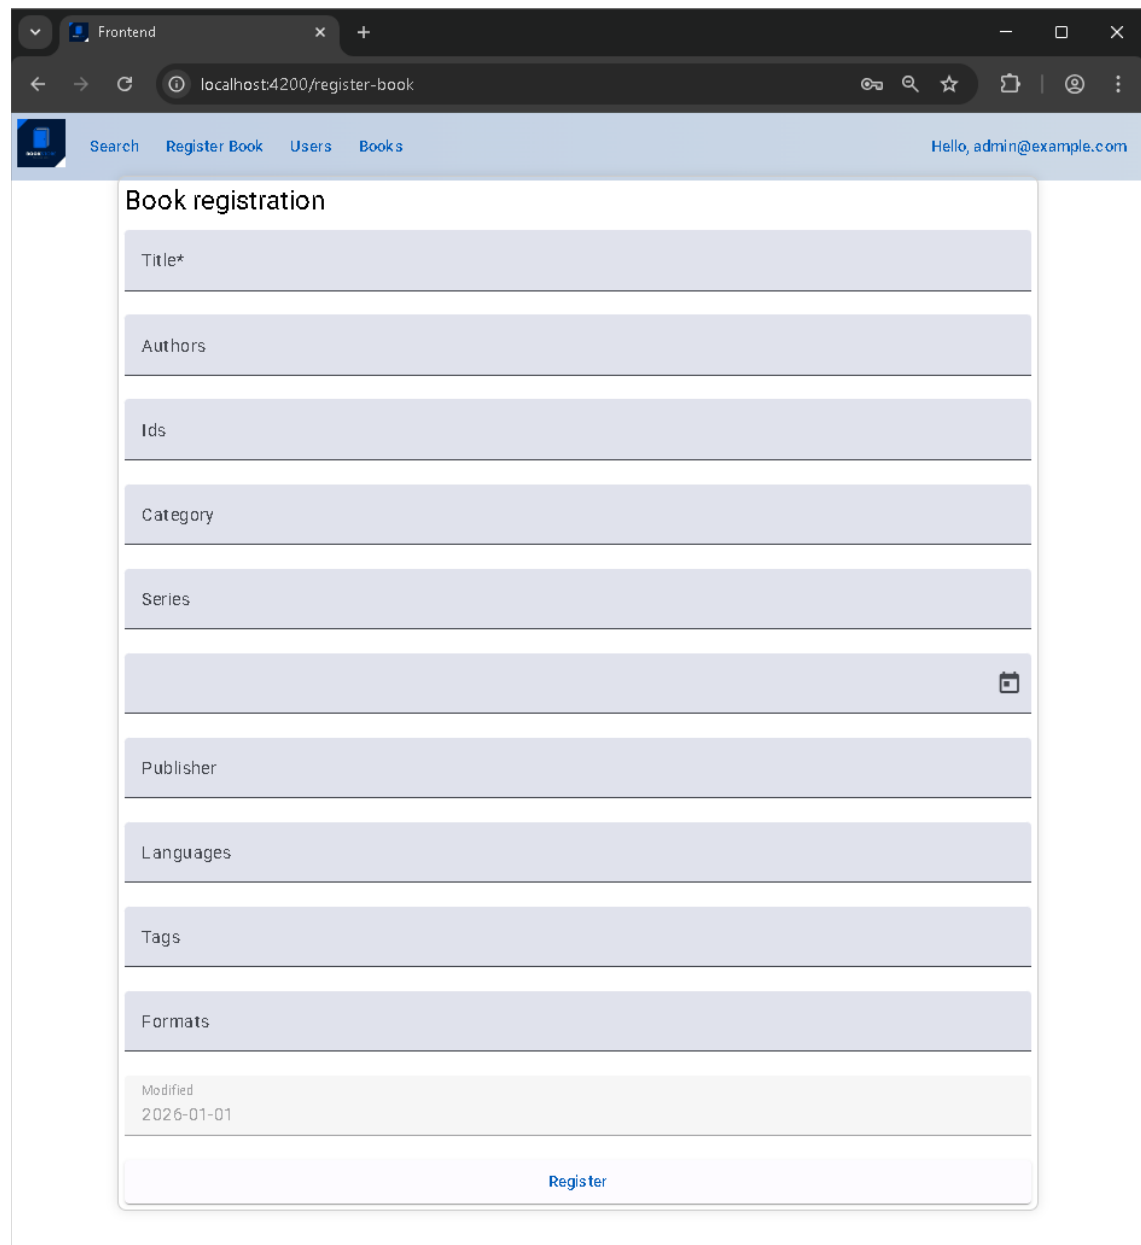 Frontend
localhost:4200/register-book
Search Register Book Users Books Hello, admin@example.com
Book registration
Title*
Authors
Ids
Category
Series
Publisher
Languages
Tags
Formats
Modified
2026-01-01
Register